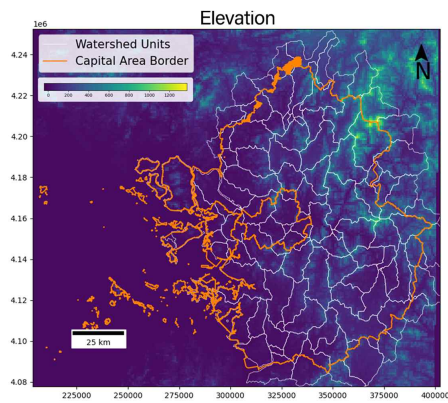 Elevation
1e6
Watershed Units
Capital Area Border
0 200 400 600 800 1000 1200
N
4.24
4.22
4.20
4.18
4.16
4.14
4.12
4.10
4.08
25 km
225000 250000 275000 300000 325000 350000 375000 400000